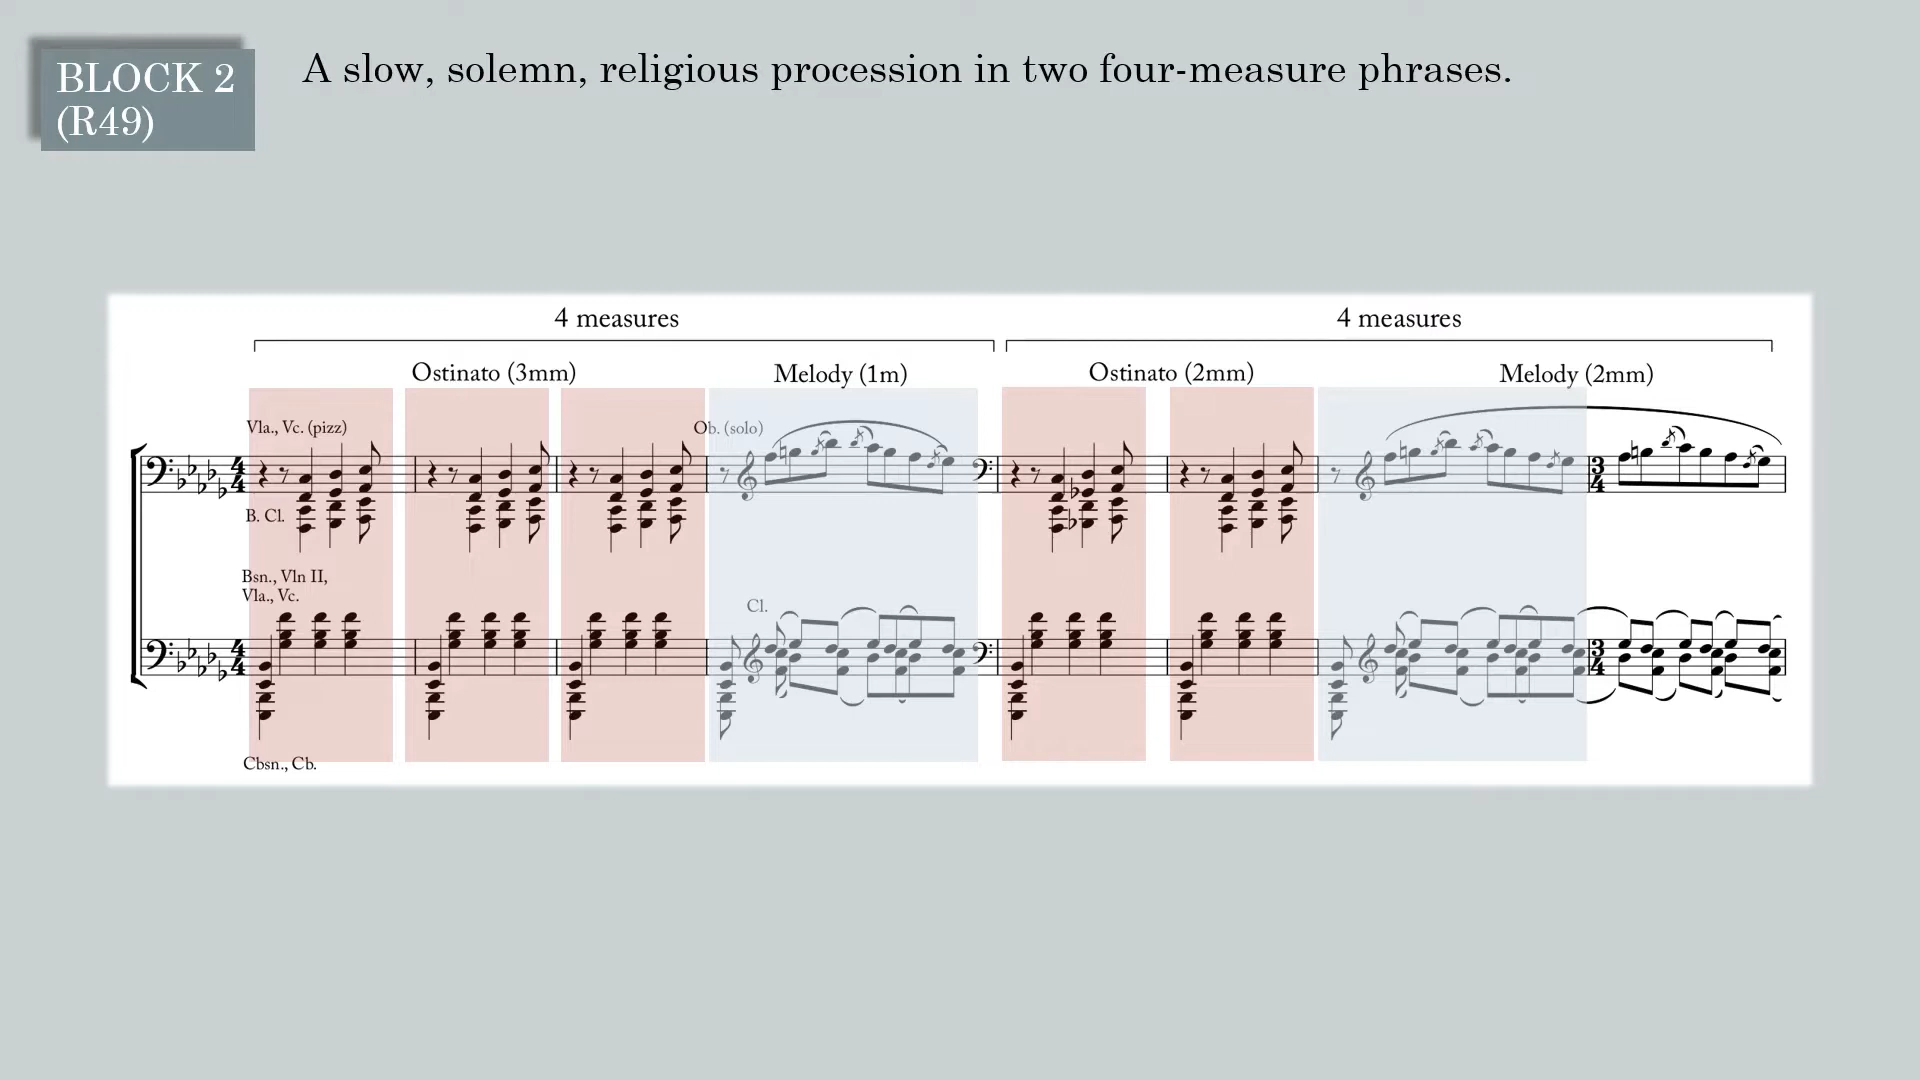 BLOCK 2
(R49)
A slow, solemn, religious procession in two four-measure phrases.
4 measures
4 measures
Ostinato (3mm)
Melody (1m)
Ostinato (2mm)
Melody (2mm)
Vla., Vc. (pizz)
Ob. (solo)
B. Cl.
Bsn., Vln II,
Vla., Vc.
Cl.
Cbsn., Cb.